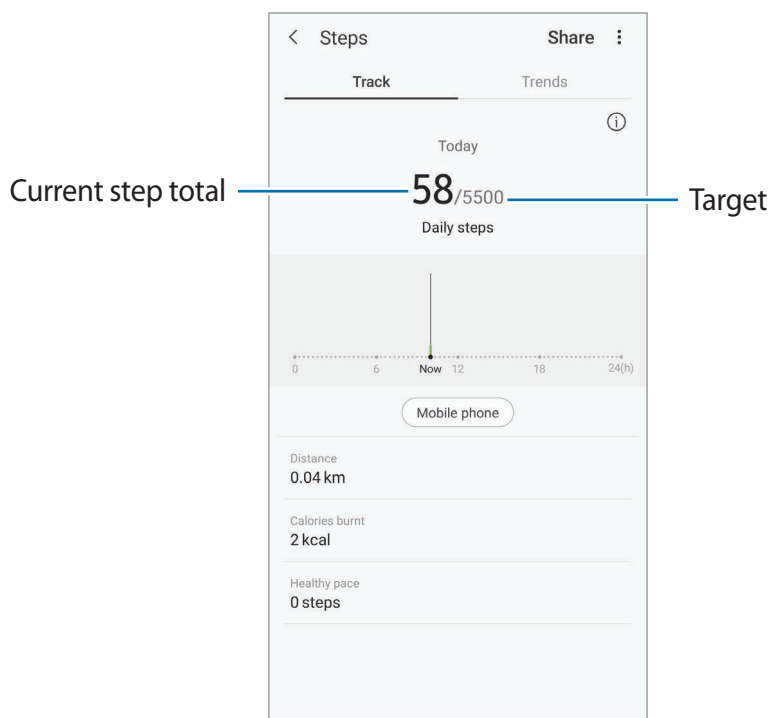 Steps Share
Track Trends
Today
Current step total 58/5500 Target
Daily steps
0 6 Now 12 18 24(h)
Mobile phone
Distance
0.04 km
Calories burnt
2 kcal
Healthy pace
0 steps